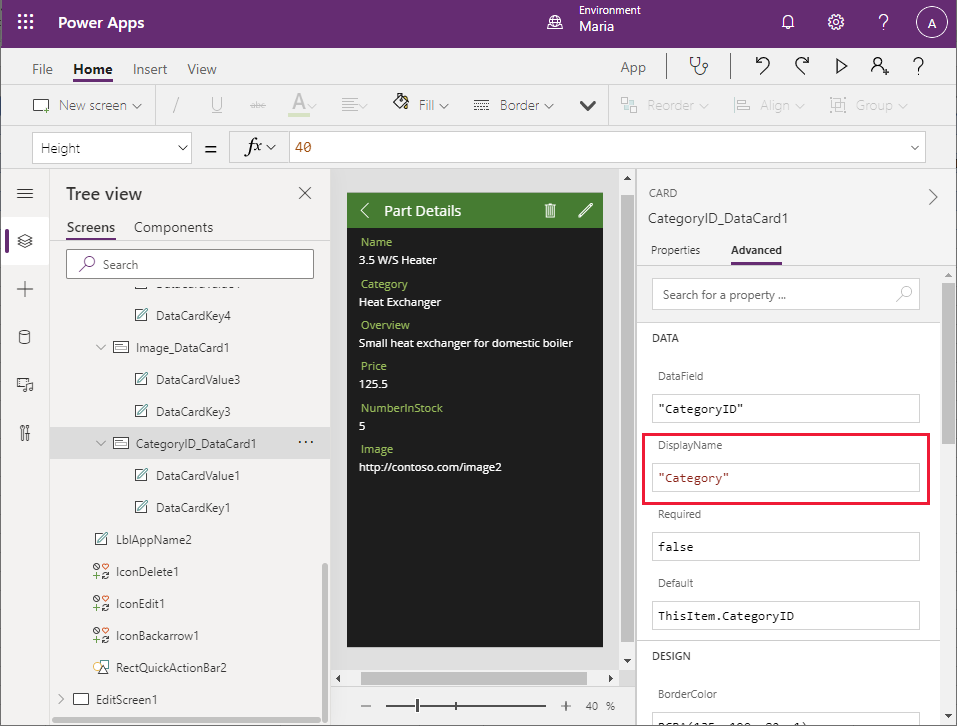 Power Apps
Environment
Maria
?
A
File
Home
Insert
View
App
?
New screen
abc
A
Fill
Border
Reorder
Align
Group
Height
=
fx
40
Tree view
Screens
Components
Search
DataCardKey4
Image_DataCard1
DataCardValue3
DataCardKey3
CategoryID_DataCard1
...
DataCardValue1
DataCardKey1
LblAppName2
IconDelete1
IconEdit1
IconBackarrow1
RectQuickActionBar2
EditScreen1
Part Details
Name
3.5 W/S Heater
Category
Heat Exchanger
Overview
Small heat exchanger for domestic boiler
Price
125.5
NumberInStock
5
Image
http://contoso.com/image2
40 %
CARD
CategoryID_DataCard1
Properties
Advanced
Search for a property ...
DATA
DataField
"CategoryID"
DisplayName
"Category"
Required
false
Default
ThisItem.CategoryID
DESIGN
BorderColor